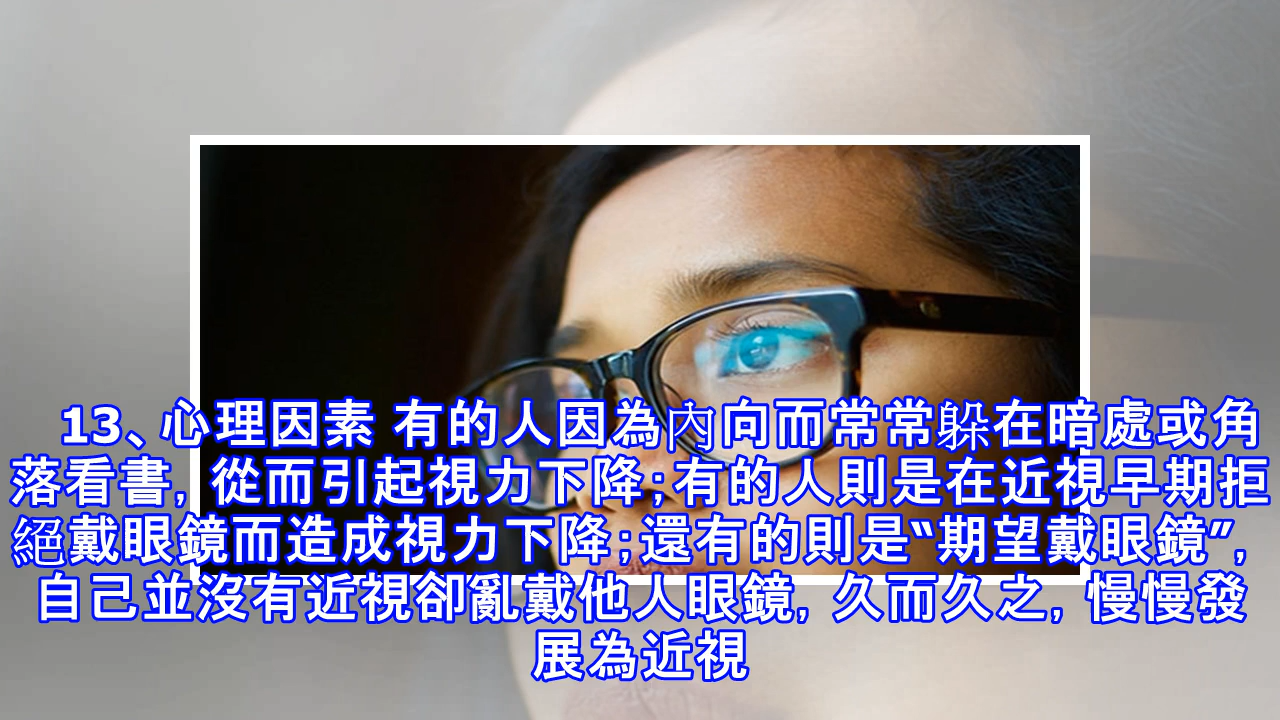 13、心理因素 有的人因為內向而常常躲在暗處或角
落看書, 從而引起視力下降;有的人則是在近視早期拒
絕戴眼鏡而造成視力下降;還有的則是“期望戴眼鏡”,
自己並沒有近視卻亂戴他人眼鏡, 久而久之, 慢慢發
展為近視